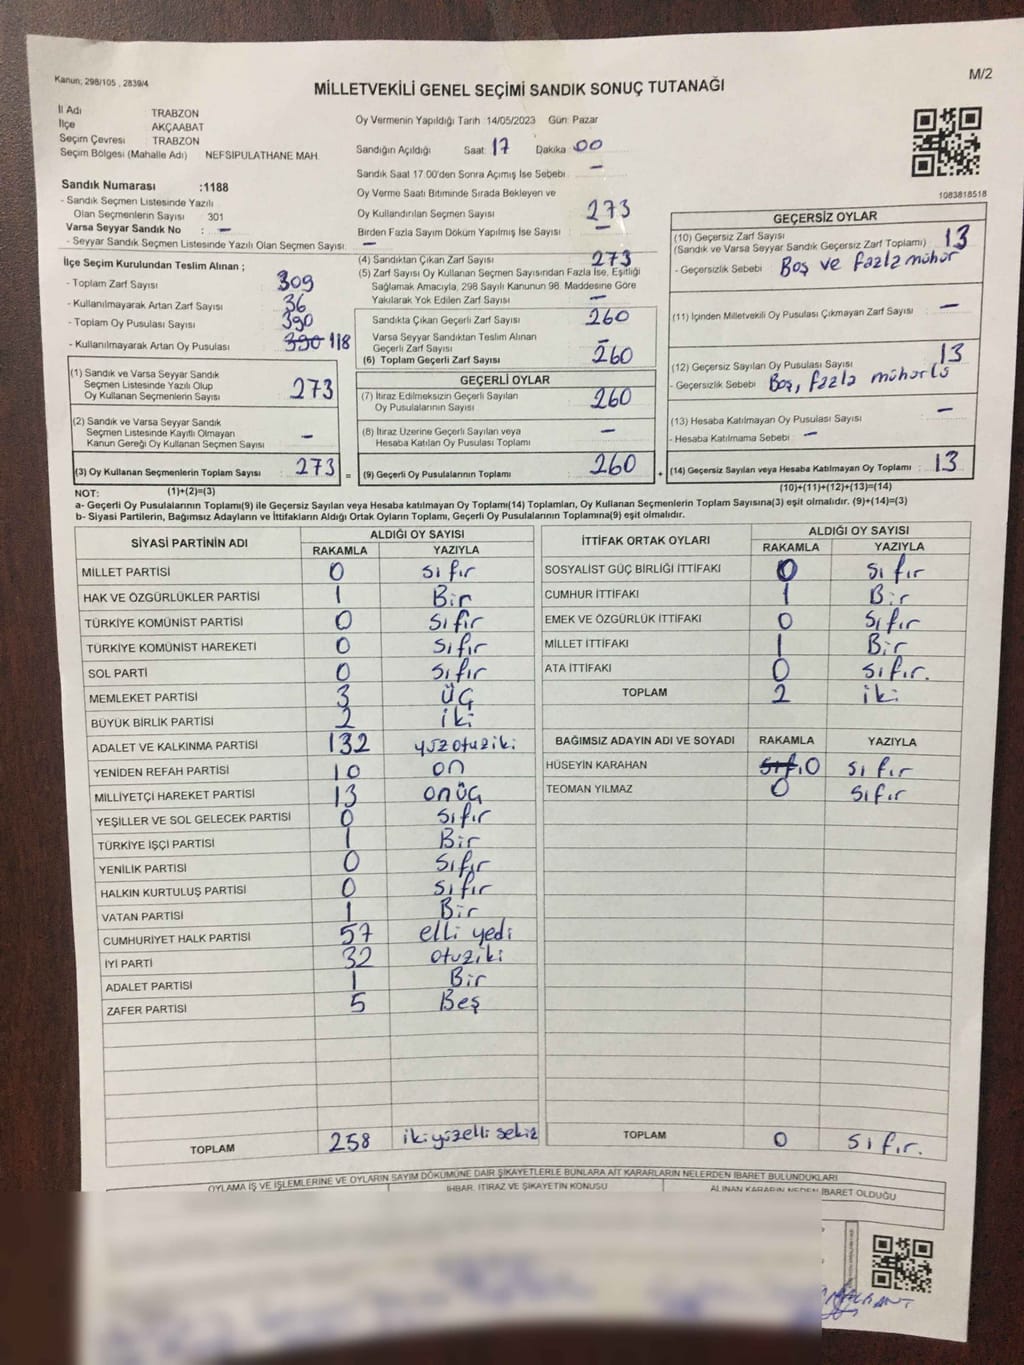 Kanun; 298/105 , 2839/4
M/2
MİLLETVEKİLİ GENEL SEÇİMİ SANDIK SONUÇ TUTANAĞI
İl Adı TRABZON
İlçe AKÇAABAT
Seçim Çevresi TRABZON
Seçim Bölgesi (Mahalle Adı) NEFSİPULATHANE MAH.
Sandık Numarası :1188
- Sandık Seçmen Listesinde Yazılı
Olan Seçmenlerin Sayısı 301
Varsa Seyyar Sandık No : -
- Seyyar Sandık Seçmen Listesinde Yazılı Olan Seçmen Sayısı: -
Oy Vermenin Yapıldığı Tarih :14/05/2023 Gün: Pazar
Sandığın Açıldığı Saat: 17 Dakika: 00
Sandık Saat 17.00'den Sonra Açımış İse Sebebi : -
Oy Verme Saati Bitiminde Sırada Bekleyen ve
Oy Kullandırılan Seçmen Sayısı : 273
Birden Fazla Sayım Döküm Yapılmış İse Sayısı : -
1083818518
İlçe Seçim Kurulundan Teslim Alınan ;
- Toplam Zarf Sayısı : 309
- Kullanılmayarak Artan Zarf Sayısı : 36
- Toplam Oy Pusulası Sayısı : 390
- Kullanılmayarak Artan Oy Pusulası : 390 118
(4) Sandıktan Çıkan Zarf Sayısı : 273
(5) Zarf Sayısı Oy Kullanan Seçmen Sayısından Fazla İse, Eşitliği
Sağlamak Amacıyla, 298 Sayılı Kanunun 98. Maddesine Göre
Yakılarak Yok Edilen Zarf Sayısı : -
Sandıkta Çıkan Geçerli Zarf Sayısı : 260
Varsa Seyyar Sandıktan Teslim Alınan
Geçerli Zarf Sayısı : -
(6) Toplam Geçerli Zarf Sayısı : 260
GEÇERSİZ OYLAR
(10) Geçersiz Zarf Sayısı : 13
(Sandık ve Varsa Seyyar Sandık Geçersiz Zarf Toplamı)
- Geçersizlik Sebebi : Boş ve fazla mühür
(11) İçinden Milletvekili Oy Pusulası Çıkmayan Zarf Sayısı : -
(12) Geçersiz Sayılan Oy Pusulası Sayısı : 13
- Geçersizlik Sebebi : Boş, fazla mühürlü
(13) Hesaba Katılmayan Oy Pusulası Sayısı : -
- Hesaba Katılmama Sebebi : -
(14) Geçersiz Sayılan veya Hesaba Katılmayan Oy Toplamı : 13
(10)+(11)+(12)+(13)=(14)
(1) Sandık ve Varsa Seyyar Sandık
Seçmen Listesinde Yazılı Olup
Oy Kullanan Seçmenlerin Sayısı : 273
(2) Sandık ve Varsa Seyyar Sandık
Seçmen Listesinde Kayıtlı Olmayan
Kanun Gereği Oy Kullanan Seçmen Sayısı : -
(3) Oy Kullanan Seçmenlerin Toplam Sayısı : 273 =
(1)+(2)=(3)
GEÇERLİ OYLAR
(7) İtiraz Edilmeksizin Geçerli Sayılan
Oy Pusulalarının Sayısı : 260
(8) İtiraz Üzerine Geçerli Sayılan veya
Hesaba Katılan Oy Pusulası Toplamı : -
(9) Geçerli Oy Pusulalarının Toplamı : 260 +
NOT:
a- Geçerli Oy Pusulalarının Toplamı(9) ile Geçersiz Sayılan veya Hesaba katılmayan Oy Toplamı(14) Toplamları, Oy Kullanan Seçmenlerin Toplam Sayısına(3) eşit olmalıdır. (9)+(14)=(3)
b- Siyasi Partilerin, Bağımsız Adayların ve İttifakların Aldığı Ortak Oyların Toplamı, Geçerli Oy Pusulalarının Toplamına(9) eşit olmalıdır.
SİYASİ PARTİNİN ADI ALDIĞI OY SAYISI
RAKAMLA YAZIYLA
MİLLET PARTİSİ 0 sıfır
HAK VE ÖZGÜRLÜKLER PARTİSİ 1 Bir
TÜRKİYE KOMÜNİST PARTİSİ 0 sıfır
TÜRKİYE KOMÜNİST HAREKETİ 0 sıfır
SOL PARTİ 0 sıfır
MEMLEKET PARTİSİ 3 üç
BÜYÜK BİRLİK PARTİSİ 2 iki
ADALET VE KALKINMA PARTİSİ 132 yüzotuziki
YENİDEN REFAH PARTİSİ 10 on
MİLLİYETÇİ HAREKET PARTİSİ 13 onüç
YEŞİLLER VE SOL GELECEK PARTİSİ 0 sıfır
TÜRKİYE İŞÇİ PARTİSİ 1 Bir
YENİLİK PARTİSİ 0 sıfır
HALKIN KURTULUŞ PARTİSİ 0 sıfır
VATAN PARTİSİ 1 Bir
CUMHURİYET HALK PARTİSİ 57 elli yedi
İYİ PARTİ 32 otuziki
ADALET PARTİSİ 1 Bir
ZAFER PARTİSİ 5 Beş
TOPLAM 258 ikiyüzelli sekiz
İTTİFAK ORTAK OYLARI ALDIĞI OY SAYISI
RAKAMLA YAZIYLA
SOSYALİST GÜÇ BİRLİĞİ İTTİFAKI 0 sıfır
CUMHUR İTTİFAKI 1 Bir
EMEK VE ÖZGÜRLÜK İTTİFAKI 0 sıfır
MİLLET İTTİFAKI 1 Bir
ATA İTTİFAKI 0 sıfır.
TOPLAM 2 iki
BAĞIMSIZ ADAYIN ADI VE SOYADI RAKAMLA YAZIYLA
HÜSEYİN KARAHAN 0 sıfır
TEOMAN YILMAZ 0 sıfır
TOPLAM 0 sıfır.
OYLAMA İŞ VE İŞLEMLERİNE VE OYLARIN SAYIM DÖKÜMÜNE DAİR ŞİKAYETLERLE BUNLARA AİT KARARLARIN NELERDEN İBARET BULUNDUKLARI
İHBAR, İTİRAZ VE ŞİKAYETİN KONUSU
ALINAN KARARIN NEDEN İBARET OLDUĞU